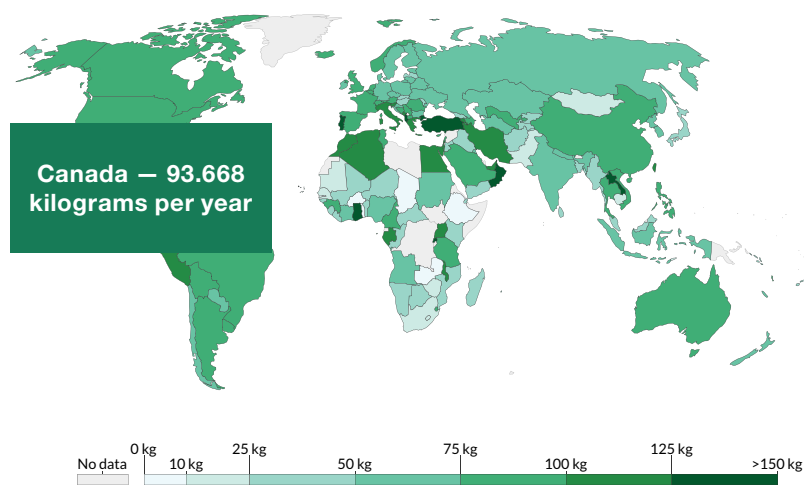 Canada — 93.668
kilograms per year
0 kg 25 kg 75 kg 125 kg
No data 10 kg 50 kg 100 kg >150 kg